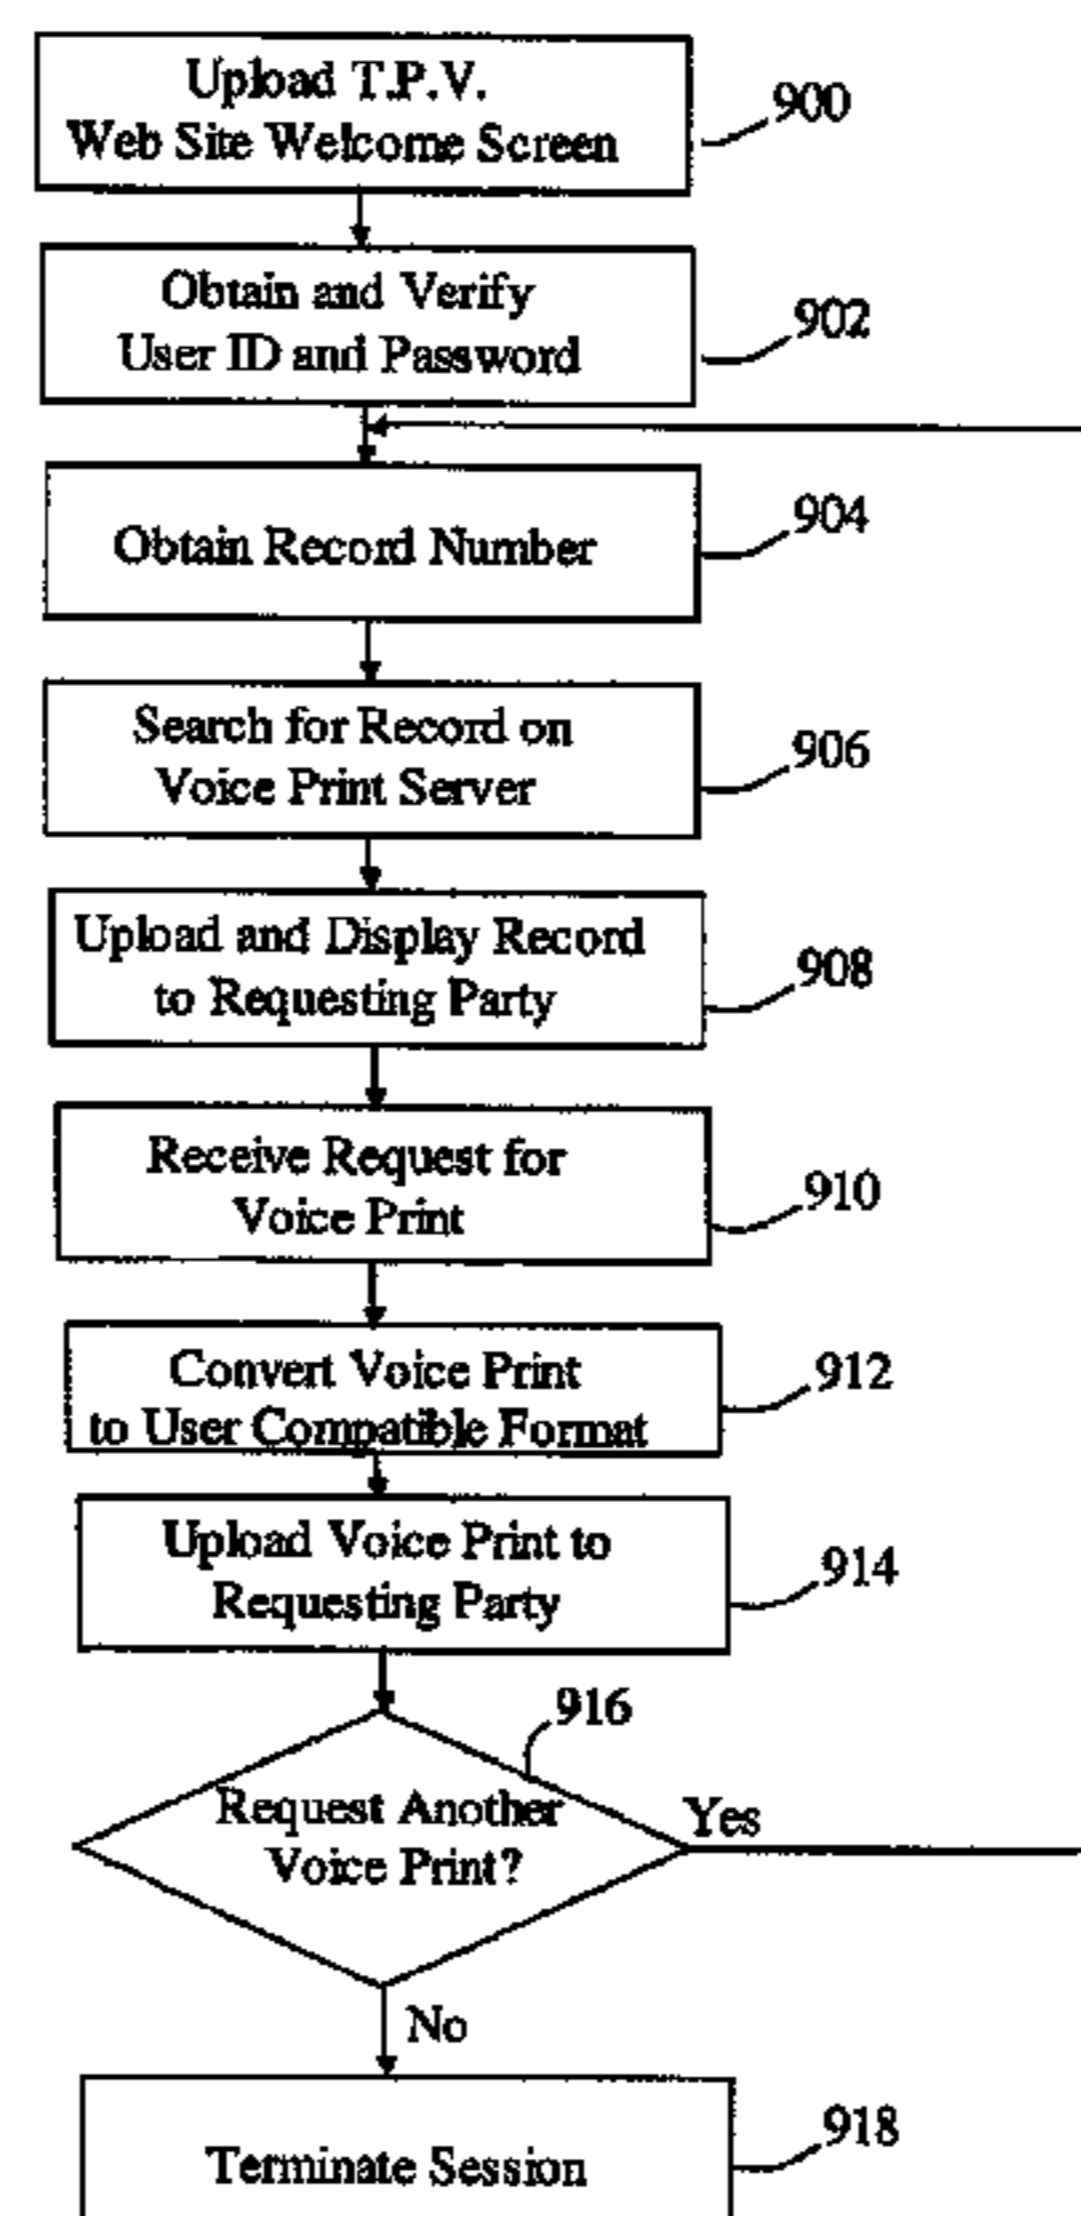 Upload T.P.V.
Web Site Welcome Screen
900
Obtain and Verify
User ID and Password
902
Obtain Record Number
904
Search for Record on
Voice Print Server
906
Upload and Display Record
to Requesting Party
908
Receive Request for
Voice Print
910
Convert Voice Print
to User Compatible Format
912
Upload Voice Print to
Requesting Party
914
916
Request Another
Voice Print?
Yes
No
Terminate Session
918